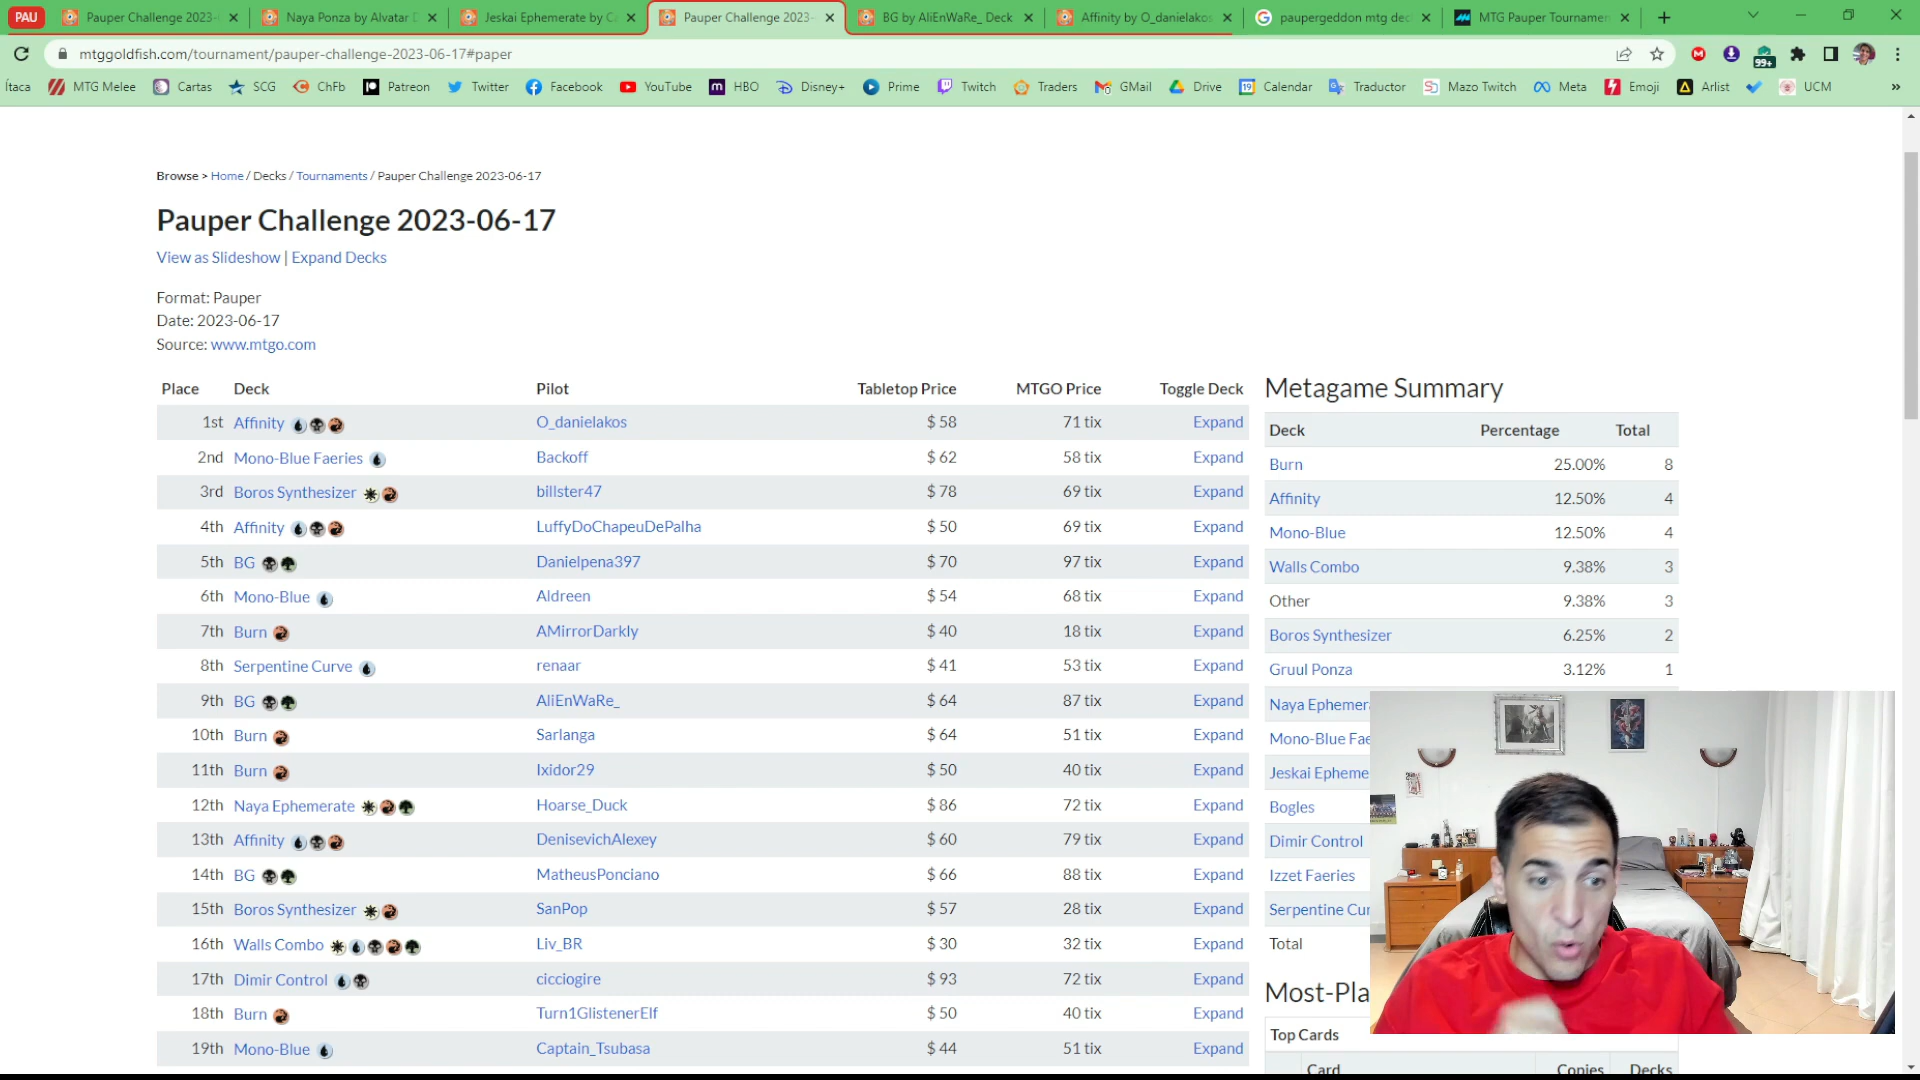 PAU Pauper Challenge 2023- Naya Ponza by Alvatar D Jeskai Ephemerate by C Pauper Challenge 2023- BG by AliEnWaRe_ Deck Affinity by O_danielakos paupergeddon mtg dec MTG Pauper Tournamen
mtggoldfish.com/tournament/pauper-challenge-2023-06-17#paper 99+
Ítaca MTG Melee Cartas SCG ChFb Patreon Twitter Facebook YouTube HBO Disney+ Prime Twitch Traders GMail Drive Calendar Traductor Mazo Twitch Meta Emoji Arlist UCM »
Browse > Home / Decks / Tournaments / Pauper Challenge 2023-06-17
Pauper Challenge 2023-06-17
View as Slideshow | Expand Decks
Format: Pauper
Date: 2023-06-17
Source: www.mtgo.com
Place Deck Pilot Tabletop Price MTGO Price Toggle Deck
1st Affinity O_danielakos $ 58 71 tix Expand
2nd Mono-Blue Faeries Backoff $ 62 58 tix Expand
3rd Boros Synthesizer billster47 $ 78 69 tix Expand
4th Affinity LuffyDoChapeuDePalha $ 50 69 tix Expand
5th BG Danielpena397 $ 70 97 tix Expand
6th Mono-Blue Aldreen $ 54 68 tix Expand
7th Burn AMirrorDarkly $ 40 18 tix Expand
8th Serpentine Curve renaar $ 41 53 tix Expand
9th BG AliEnWaRe_ $ 64 87 tix Expand
10th Burn Sarlanga $ 64 51 tix Expand
11th Burn Ixidor29 $ 50 40 tix Expand
12th Naya Ephemerate Hoarse_Duck $ 86 72 tix Expand
13th Affinity DenisevichAlexey $ 60 79 tix Expand
14th BG MatheusPonciano $ 66 88 tix Expand
15th Boros Synthesizer SanPop $ 57 28 tix Expand
16th Walls Combo Liv_BR $ 30 32 tix Expand
17th Dimir Control cicciogire $ 93 72 tix Expand
18th Burn Turn1GlistenerElf $ 50 40 tix Expand
19th Mono-Blue Captain_Tsubasa $ 44 51 tix Expand
Metagame Summary
Deck Percentage Total
Burn 25.00% 8
Affinity 12.50% 4
Mono-Blue 12.50% 4
Walls Combo 9.38% 3
Other 9.38% 3
Boros Synthesizer 6.25% 2
Gruul Ponza 3.12% 1
Naya Ephemer
Mono-Blue Fae
Jeskai Epheme
Bogles
Dimir Control
Izzet Faeries
Serpentine Cur
Total
Most-Pla
Top Cards
Card Copies Decks